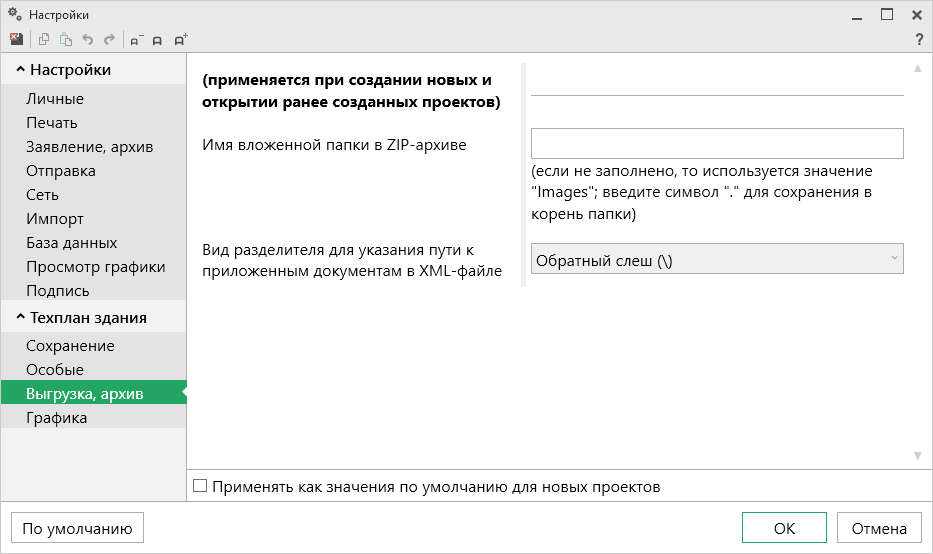 Настройки
а− а а+ ?
Настройки
Личные
Печать
Заявление, архив
Отправка
Сеть
Импорт
База данных
Просмотр графики
Подпись
Техплан здания
Сохранение
Особые
Выгрузка, архив
Графика
(применяется при создании новых и
открытии ранее созданных проектов)
Имя вложенной папки в ZIP-архиве
(если не заполнено, то используется значение
"Images"; введите символ "." для сохранения в
корень папки)
Вид разделителя для указания пути к
приложенным документам в XML-файле
Обратный слеш (\)
Применять как значения по умолчанию для новых проектов
По умолчанию
ОК
Отмена